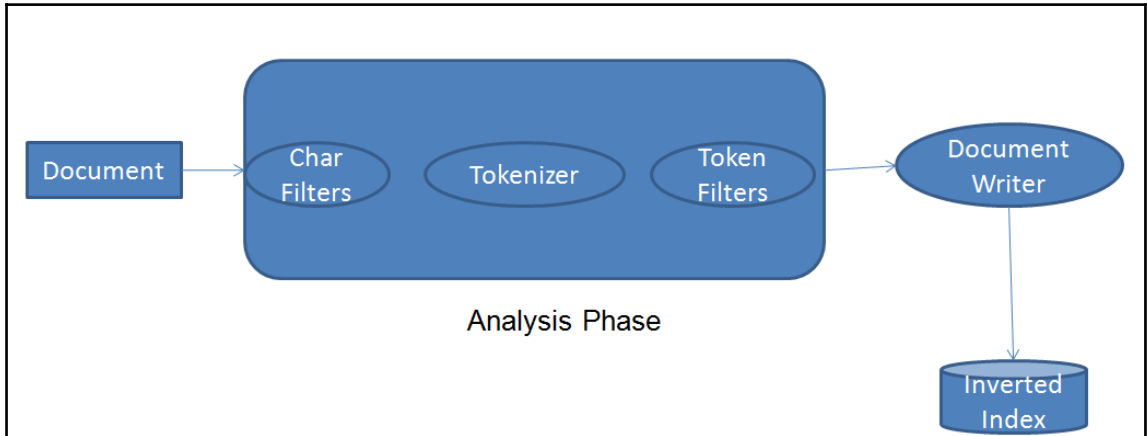 Document
Char
Filters
Tokenizer
Token
Filters
Document
Writer
Analysis Phase
Inverted
Index